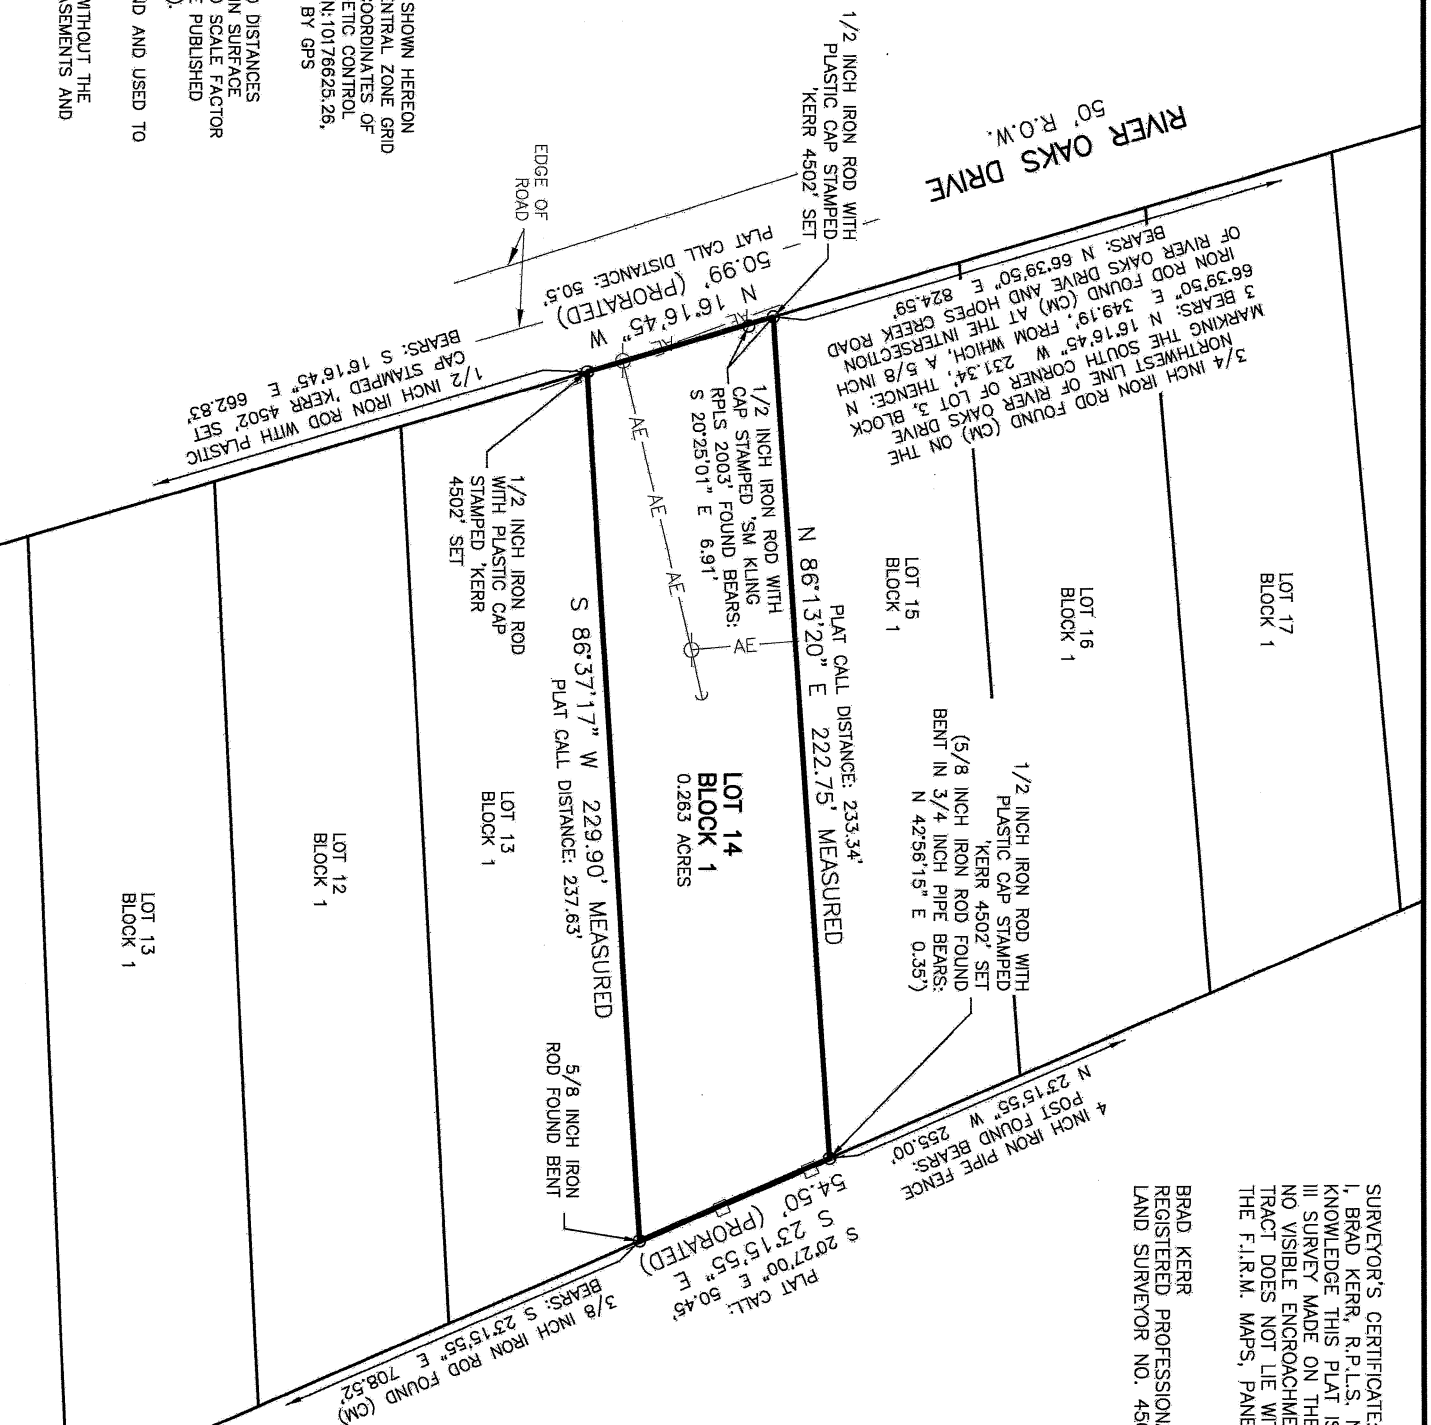 SHOWN HEREON
ENTRAL ZONE GRID
COORDINATES OF
ETIC CONTROL
N:10176625.26,
BY GPS
DISTANCES
IN SURFACE
SCALE FACTOR
E PUBLISHED
).
ND AND USED TO
WITHOUT THE
ASEMENTS AND
1/2 INCH IRON ROD WITH
PLASTIC CAP STAMPED
'KERR 4502' SET
RIVER OAKS DRIVE
50' R.O.W.
EDGE OF
ROAD
N 16°16'45" W
50.99' (PRORATED)
PLAT CALL DISTANCE: 50.5'
3/4 INCH IRON ROD FOUND (CM) ON THE
NORTHWEST LINE OF RIVER OAKS DRIVE
MARKING THE SOUTH CORNER OF LOT 3, BLOCK
3 BEARS: N 16°16'45" W 231.34', THENCE: N
66°39'50" E 349.19', FROM WHICH, A 5/8 INCH
IRON ROD FOUND (CM) AT THE INTERSECTION
OF RIVER OAKS DRIVE AND HOPES CREEK ROAD
BEARS: N 66°39'50" E 824.59'
1/2 INCH IRON ROD WITH PLASTIC
CAP STAMPED 'KERR 4502' SET
BEARS: S 16°16'45" E 662.83'
1/2 INCH IRON ROD WITH
CAP STAMPED 'SM KLING
RPLS 2003' FOUND BEARS:
S 20°25'01" E 6.91'
1/2 INCH IRON ROD
WITH PLASTIC CAP
STAMPED 'KERR
4502' SET
AE
AE
AE
AE
AE
AE
LOT 17
BLOCK 1
LOT 16
BLOCK 1
LOT 15
BLOCK 1
PLAT CALL DISTANCE: 233.34'
N 86°13'20" E 222.75' MEASURED
LOT 14
BLOCK 1
0.263 ACRES
S 86°37'17" W 229.90' MEASURED
PLAT CALL DISTANCE: 237.63'
LOT 13
BLOCK 1
LOT 12
BLOCK 1
LOT 13
BLOCK 1
1/2 INCH IRON ROD WITH
PLASTIC CAP STAMPED
'KERR 4502' SET
(5/8 INCH IRON ROD FOUND
BENT IN 3/4 INCH PIPE BEARS:
N 42°56'15" E 0.35')
5/8 INCH IRON
ROD FOUND BENT
4 INCH IRON PIPE FENCE
POST FOUND BEARS:
N 23°15'55" W 255.00'
PLAT CALL:
S 20°27'00" E 50.45'
S 23°15'55" E
54.50' (PRORATED)
3/8 INCH IRON ROD FOUND (CM)
BEARS: S 23°15'55" E 708.52'
SURVEYOR'S CERTIFICATE:
I, BRAD KERR, R.P.L.S. N
KNOWLEDGE THIS PLAT IS
III SURVEY MADE ON THE
NO VISIBLE ENCROACHME
TRACT DOES NOT LIE WI
THE F.I.R.M. MAPS, PANE
BRAD KERR
REGISTERED PROFESSION
LAND SURVEYOR NO. 450